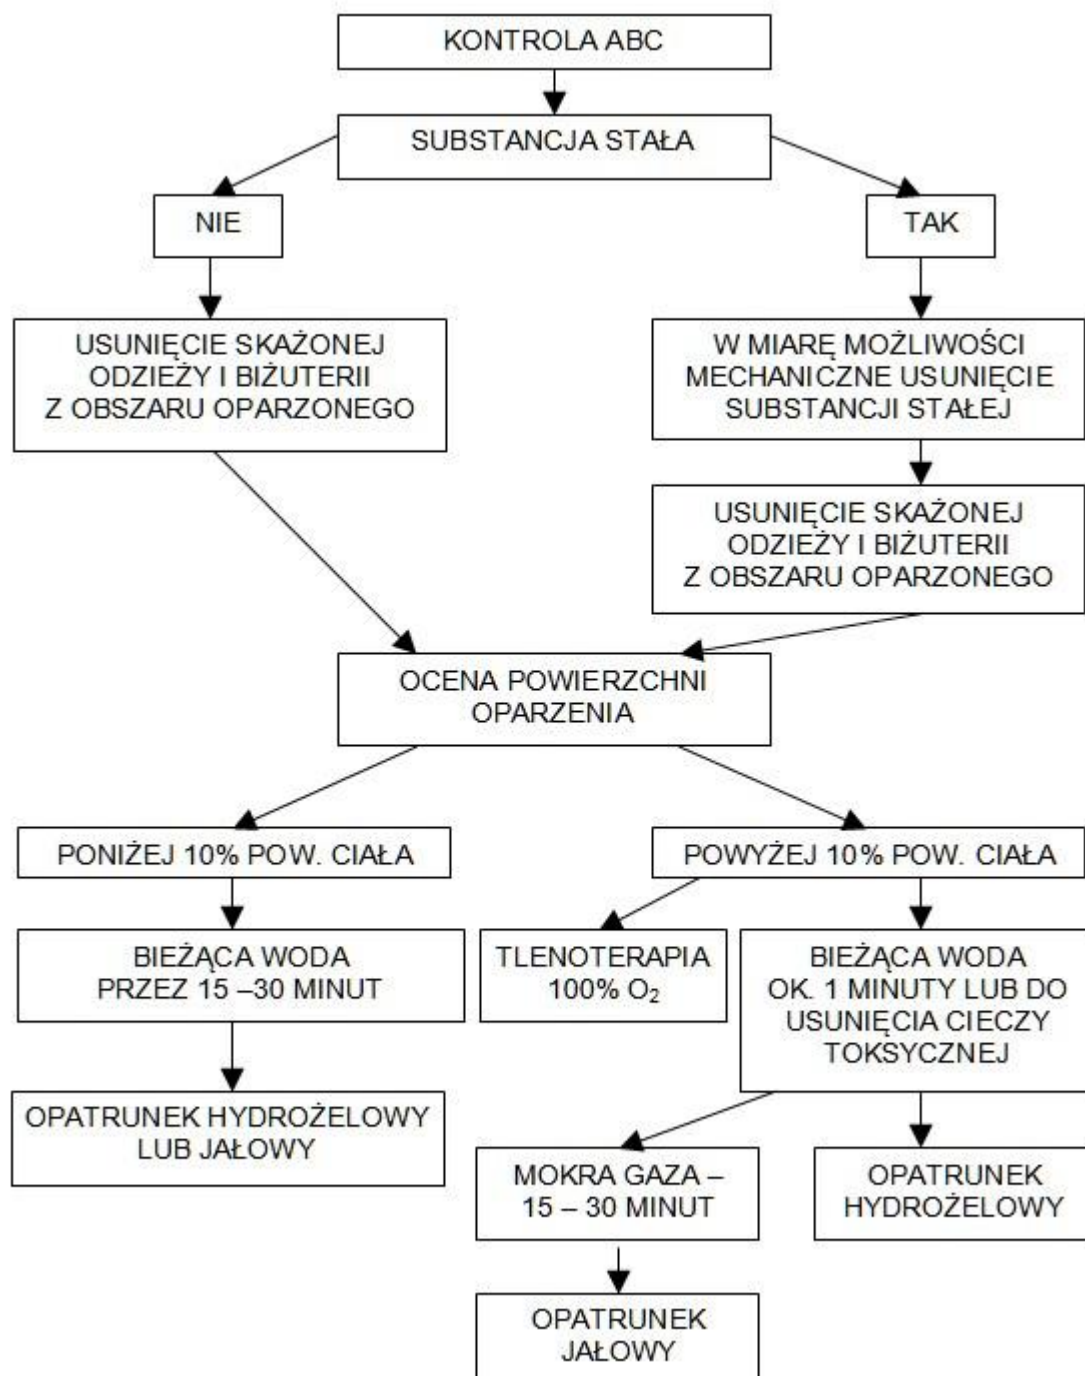 KONTROLA ABC
SUBSTANCJA STAŁA
NIE
TAK
USUNIĘCIE SKAŻONEJ
ODZIEŻY I BIŻUTERII
Z OBSZARU OPARZONEGO
W MIARĘ MOŻLIWOŚCI
MECHANICZNE USUNIĘCIE
SUBSTANCJI STAŁEJ
USUNIĘCIE SKAŻONEJ
ODZIEŻY I BIŻUTERII
Z OBSZARU OPARZONEGO
OCENA POWIERZCHNI
OPARZENIA
PONIŻEJ 10% POW. CIAŁA
POWYŻEJ 10% POW. CIAŁA
BIEŻĄCA WODA
PRZEZ 15 –30 MINUT
TLENOTERAPIA
100% O₂
BIEŻĄCA WODA
OK. 1 MINUTY LUB DO
USUNIĘCIA CIECZY
TOKSYCZNEJ
OPATRUNEK HYDROŻELOWY
LUB JAŁOWY
MOKRA GAZA –
15 – 30 MINUT
OPATRUNEK
HYDROŻELOWY
OPATRUNEK
JAŁOWY